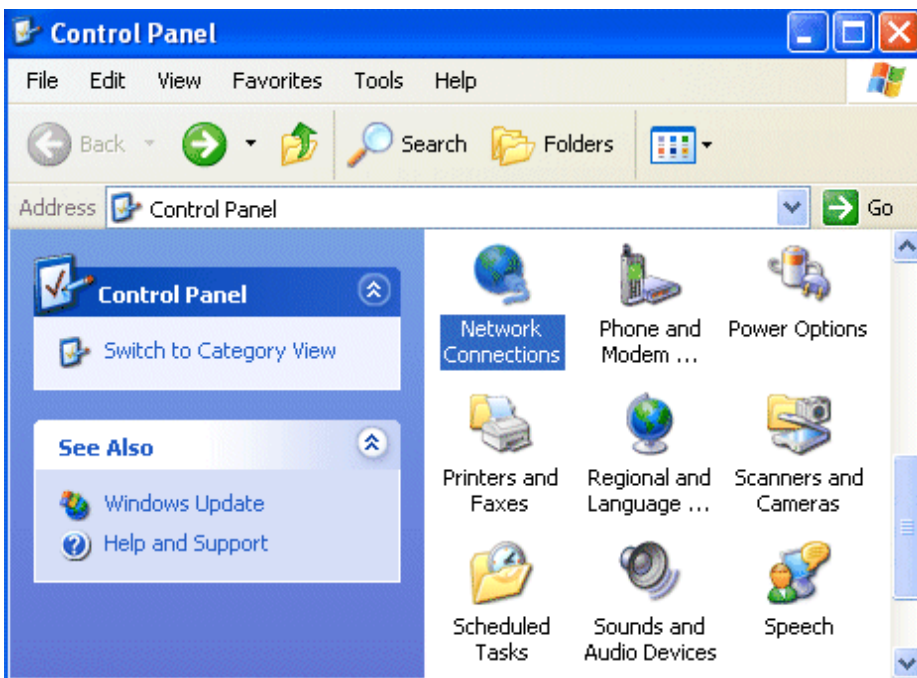 Control Panel
File Edit View Favorites Tools Help
Back Search Folders
Address Control Panel Go
Control Panel
Switch to Category View
See Also
Windows Update
Help and Support
Network
Connections
Phone and
Modem ...
Power Options
Printers and
Faxes
Regional and
Language ...
Scanners and
Cameras
Scheduled
Tasks
Sounds and
Audio Devices
Speech